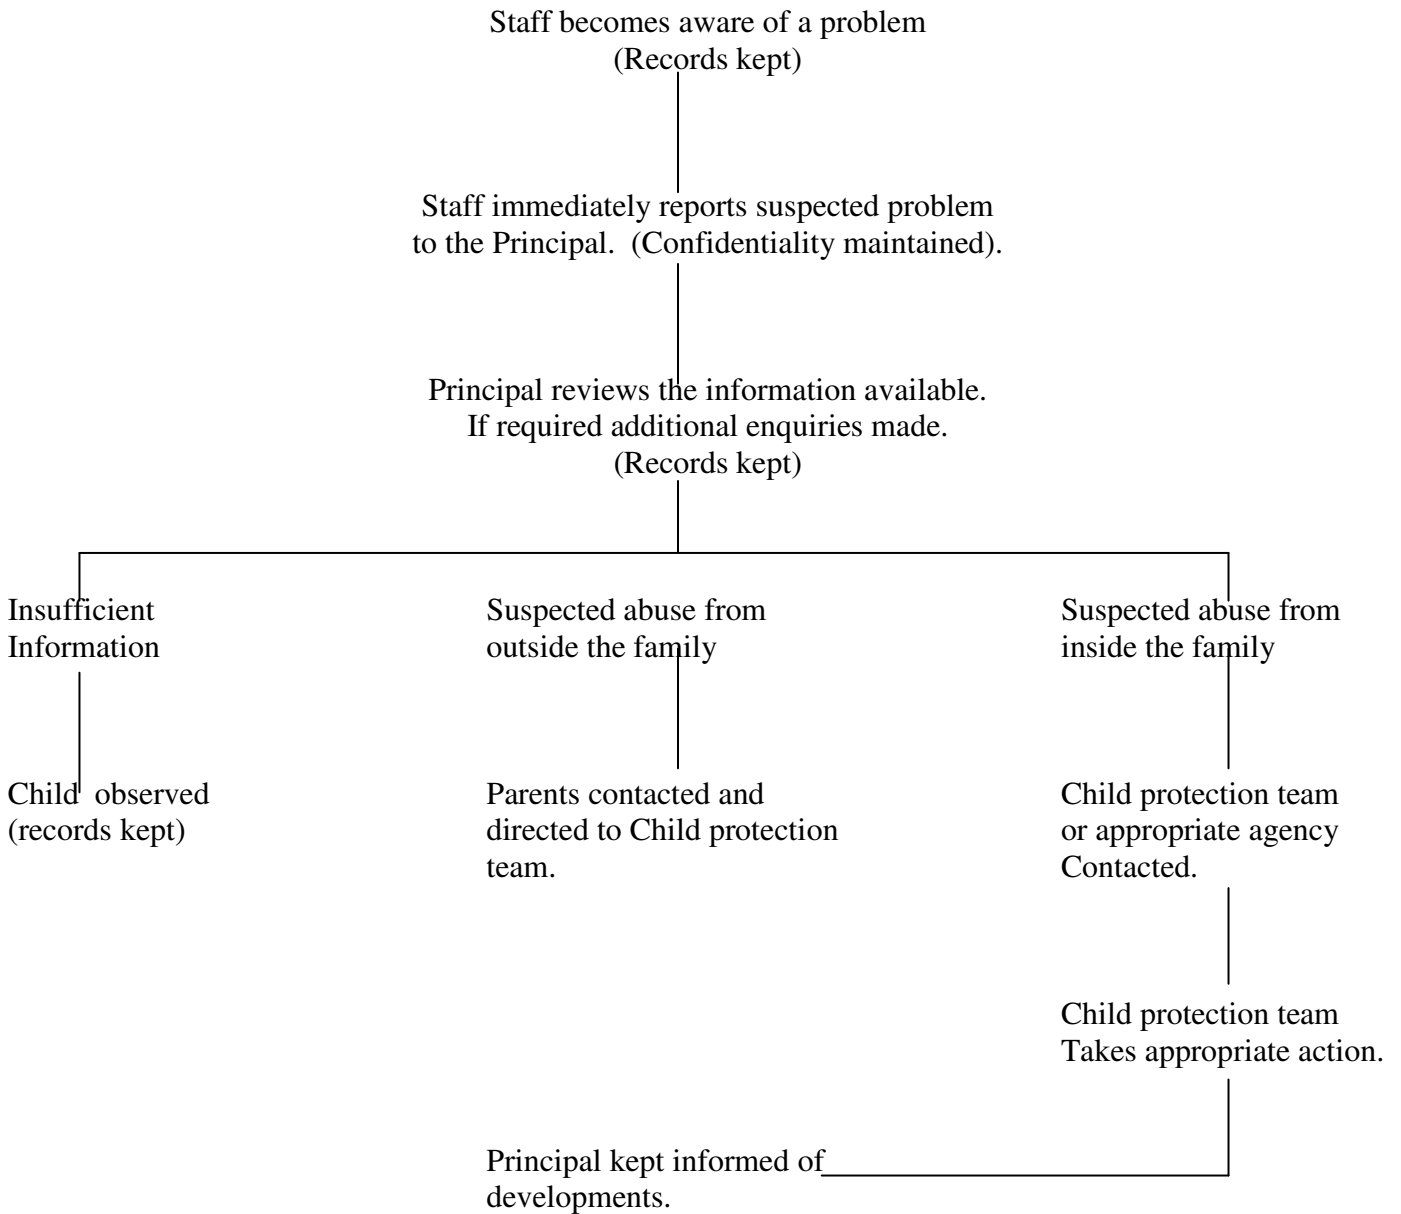 Staff becomes aware of a problem
(Records kept)
Staff immediately reports suspected problem
to the Principal.  (Confidentiality maintained).
Principal reviews the information available.
If required additional enquiries made.
(Records kept)
Insufficient
Information
Suspected abuse from
outside the family
Suspected abuse from
inside the family
Child  observed
(records kept)
Parents contacted and
directed to Child protection
team.
Child protection team
or appropriate agency
Contacted.
Child protection team
Takes appropriate action.
Principal kept informed of
developments.